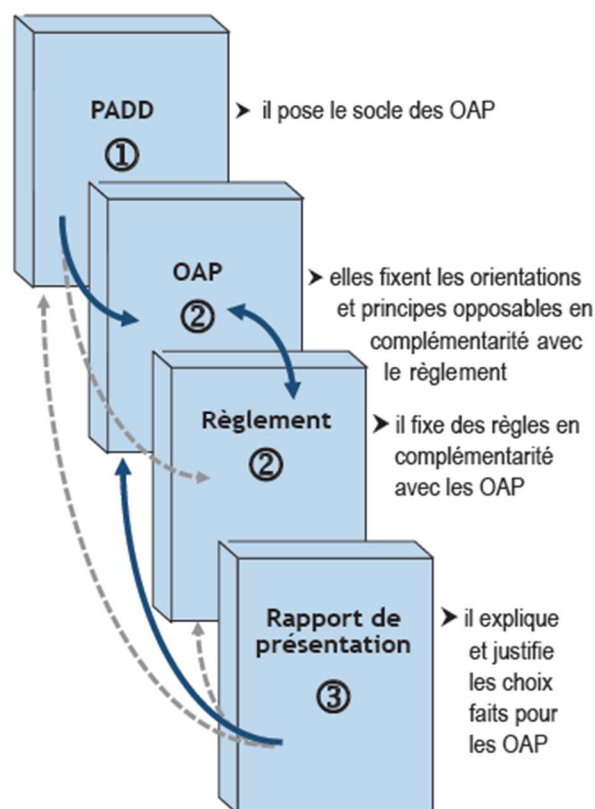 PADD
①
➤ il pose le socle des OAP
OAP
②
➤ elles fixent les orientations
et principes opposables en
complémentarité avec
le règlement
Règlement
②
➤ il fixe des règles en
complémentarité
avec les OAP
Rapport de
présentation
③
➤ il explique
et justifie
les choix
faits pour
les OAP